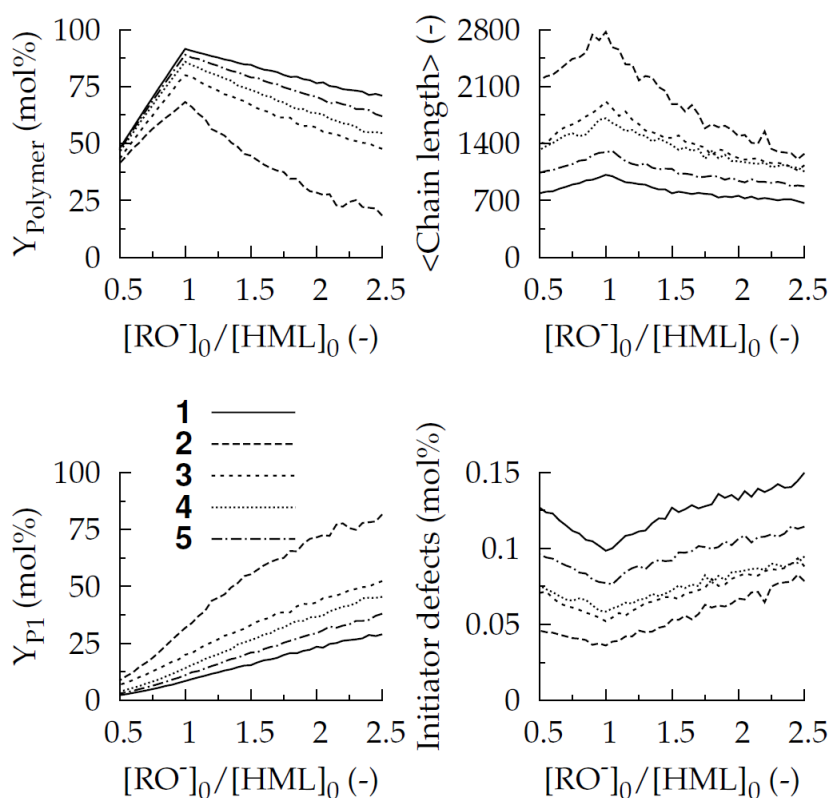 Y_Polymer (mol%)
100
75
50
25
0
0.5 1 1.5 2 2.5
[RO⁻]₀/[HML]₀ (-)
<Chain length> (-)
2800
2100
1400
700
0
0.5 1 1.5 2 2.5
[RO⁻]₀/[HML]₀ (-)
1
2
3
4
5
Y_P1 (mol%)
100
75
50
25
0
0.5 1 1.5 2 2.5
[RO⁻]₀/[HML]₀ (-)
Initiator defects (mol%)
0.15
0.1
0.05
0
0.5 1 1.5 2 2.5
[RO⁻]₀/[HML]₀ (-)